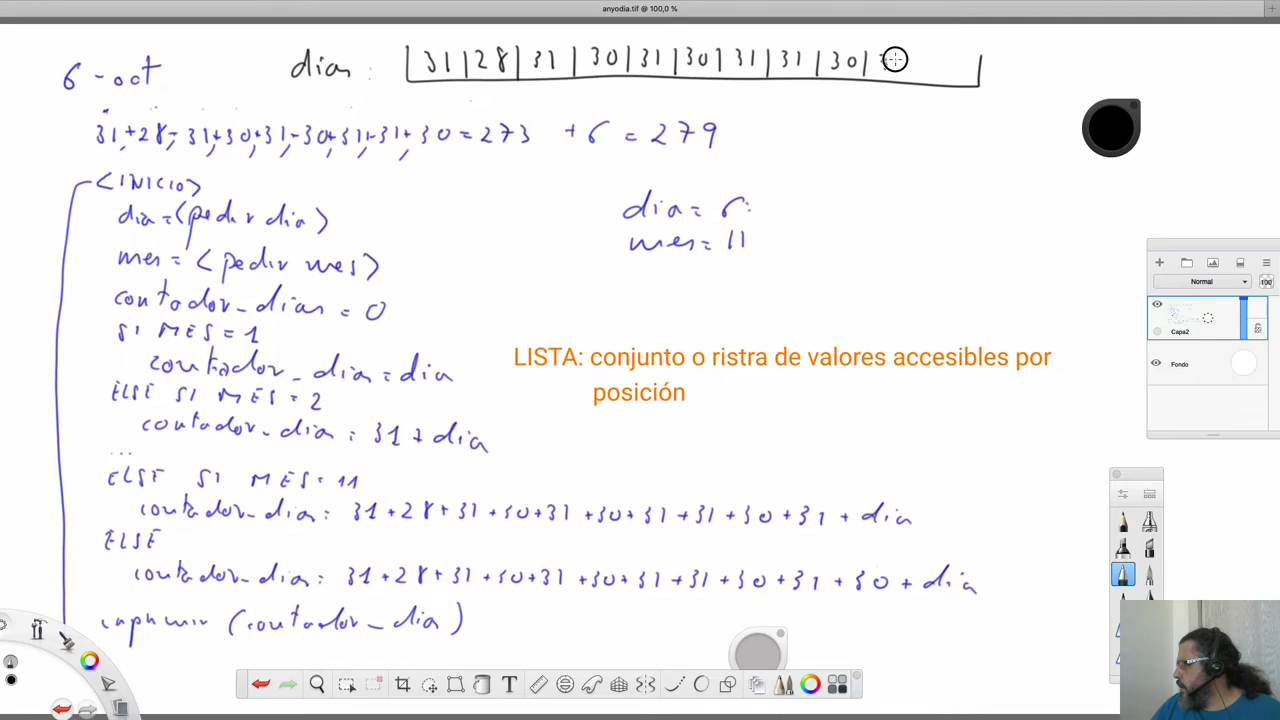 anyodia.tif @ 100,0 %
6 - oct
dias : |31|28|31|30|31|30|31|31|30|
31+28+31+30+31+30+31+31+30 = 273 + 6 = 279
<INICIO>
dia = <pedir dia>
mes = <pedir mes>
contador_dias = 0
SI MES = 1
contador_dia = dia
ELSE SI MES = 2
contador_dia = 31 + dia
...
ELSE SI MES = 11
contador_dia = 31+28+31+30+31+30+31+31+30+31+dia
ELSE
contador_dia = 31+28+31+30+31+30+31+31+30+31+30+dia
imprimir (contador_dia)
dia = 6
mes = 11
LISTA: conjunto o ristra de valores accesibles por
posición
Normal
100
Capa2
Fondo
T